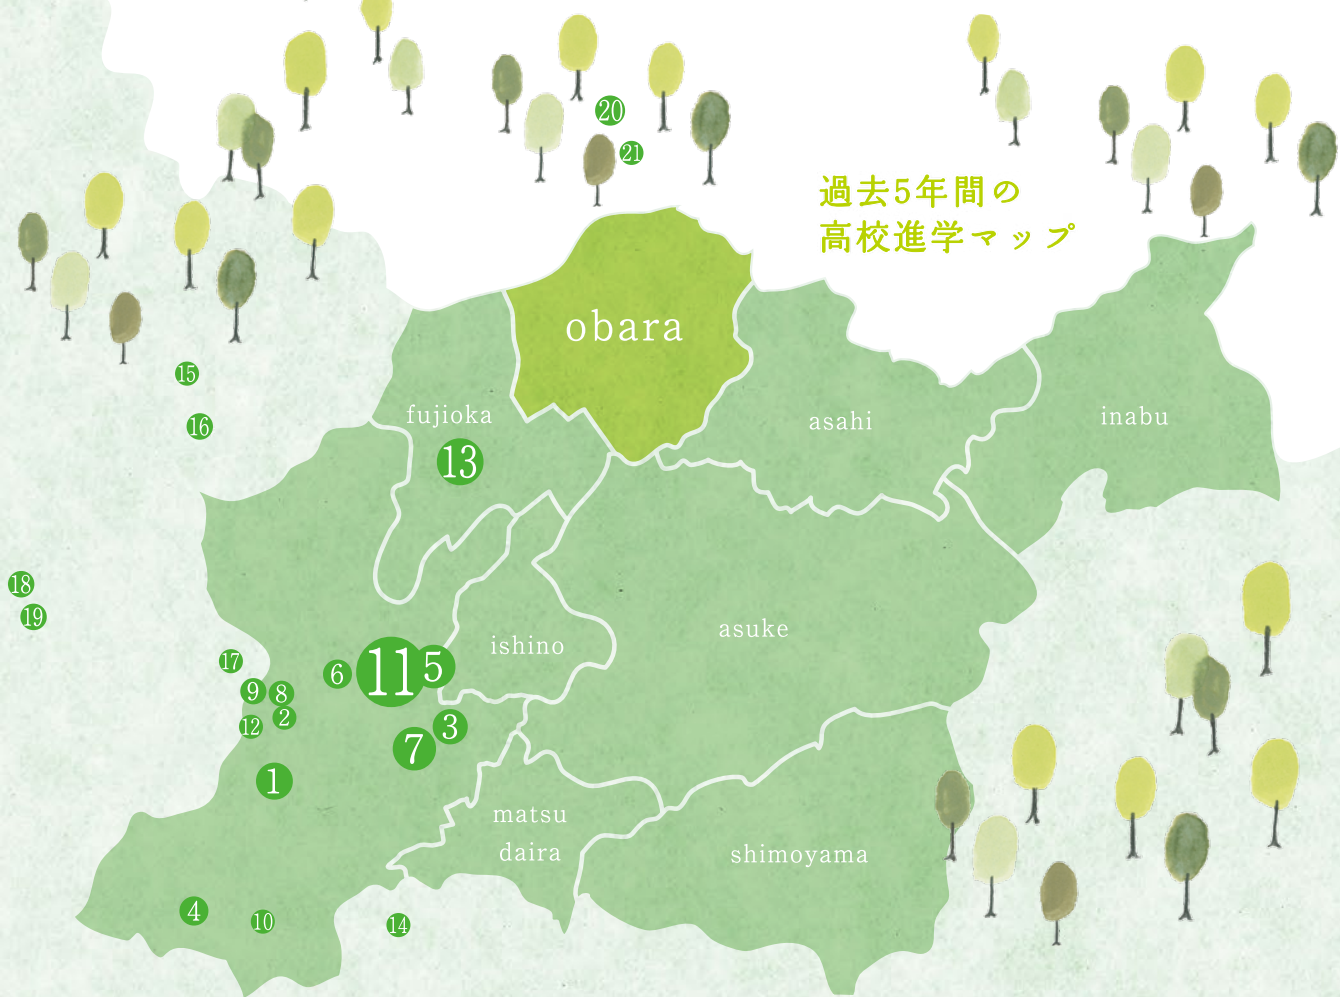 20
21
過去5年間の
高校進学マップ
obara
15
fujioka
asahi
inabu
16
13
18
19
asuke
ishino
17
6
11
5
9
8
2
12
3
7
1
matsu
daira
shimoyama
4
10
14